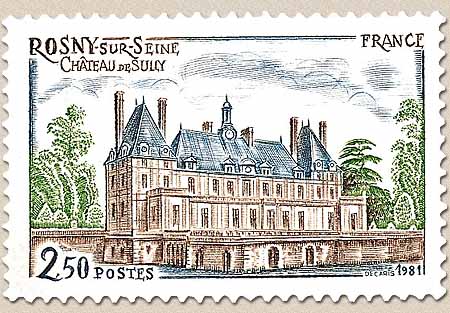 ROSNY-SUR-SEINE
CHÂTEAU DE SULLY
FRANCE
2,50 POSTES
DECARIS 1981